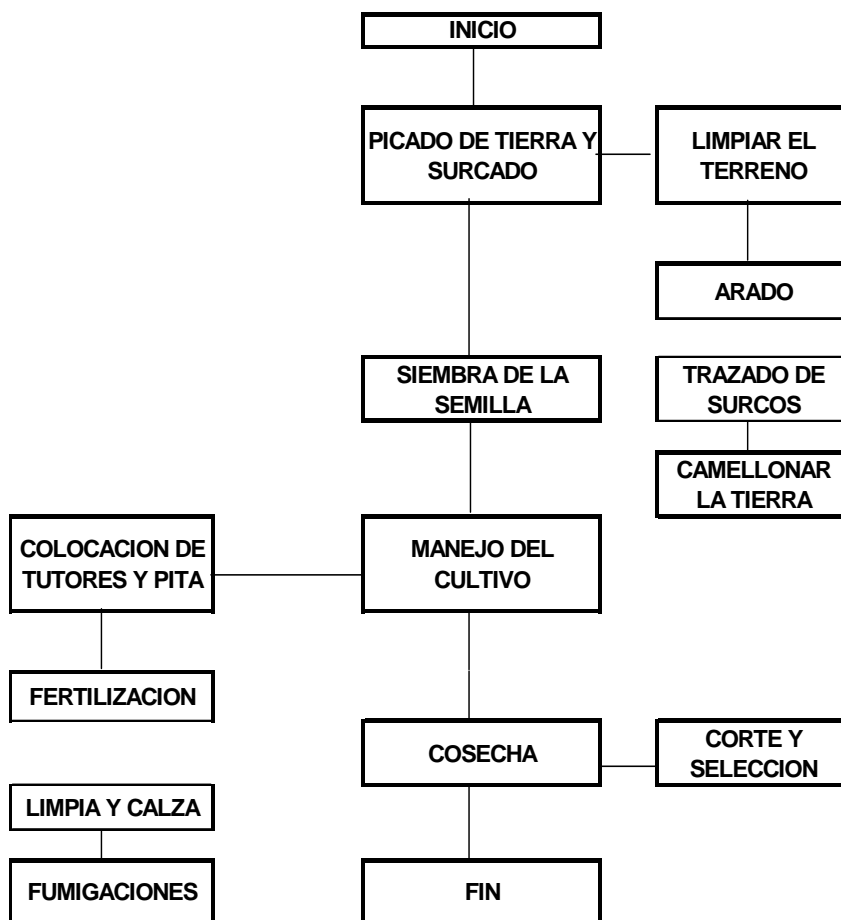 INICIO
PICADO DE TIERRA Y
SURCADO
LIMPIAR EL
TERRENO
ARADO
SIEMBRA DE LA
SEMILLA
TRAZADO DE
SURCOS
CAMELLONAR
LA TIERRA
COLOCACION DE
TUTORES Y PITA
MANEJO DEL
CULTIVO
FERTILIZACION
COSECHA
CORTE Y
SELECCION
LIMPIA Y CALZA
FUMIGACIONES
FIN